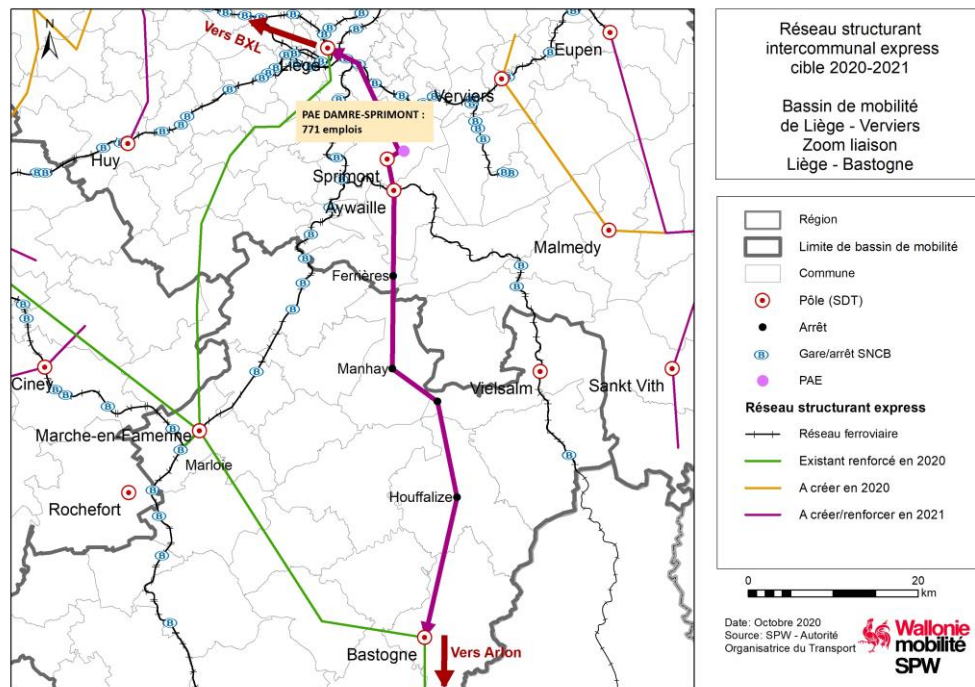 Réseau structurant
intercommunal express
cible 2020-2021
Bassin de mobilité
de Liège - Verviers
Zoom liaison
Liège - Bastogne
Région
Limite de bassin de mobilité
Commune
Pôle (SDT)
Arrêt
B
Gare/arrêt SNCB
PAE
Réseau structurant express
Réseau ferroviaire
Existant renforcé en 2020
A créer en 2020
A créer/renforcer en 2021
0
20
km
Date: Octobre 2020
Source: SPW - Autorité
Organisatrice du Transport
Wallonie
mobilité
SPW
N
Vers BXL
Liège
Eupen
Verviers
PAE DAMRE-SPRIMONT :
771 emplois
Huy
Sprimont
Aywaille
Malmedy
Ferrières
Manhay
Ciney
Vielsalm
Sankt Vith
Marche-en-Famenne
Marloie
Rochefort
Houffalize
Bastogne
Vers Arlon